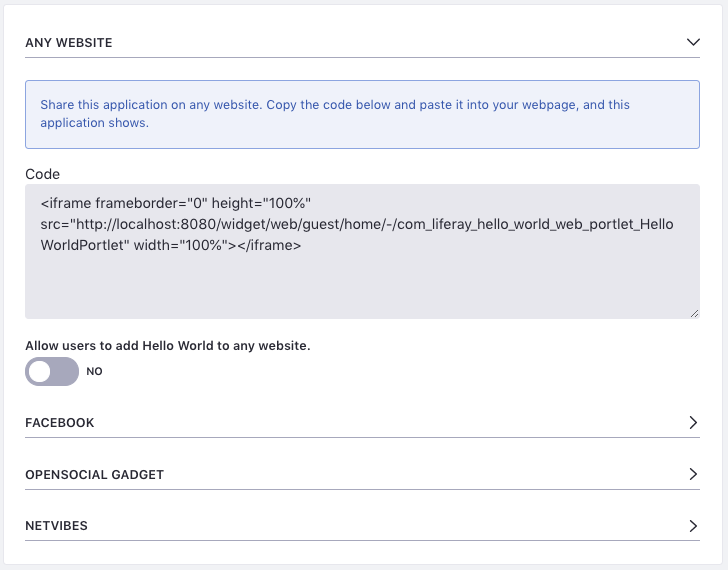 ANY WEBSITE
Share this application on any website. Copy the code below and paste it into your webpage, and this
application shows.
Code
<iframe frameborder="0" height="100%"
src="http://localhost:8080/widget/web/guest/home/-/com_liferay_hello_world_web_portlet_Hello
WorldPortlet" width="100%"></iframe>
Allow users to add Hello World to any website.
NO
FACEBOOK
OPENSOCIAL GADGET
NETVIBES